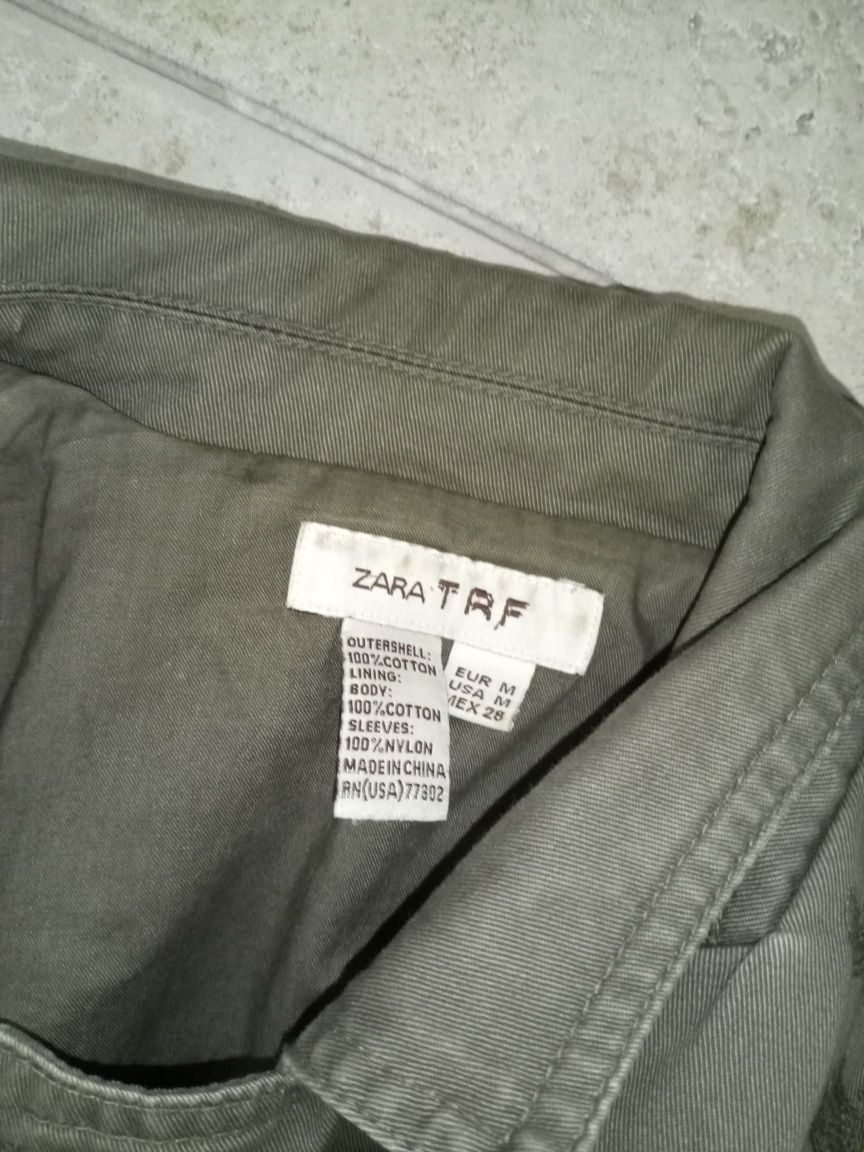 ZARA TRF
OUTERSHELL:
100%COTTON
LINING:
BODY:
100%COTTON
SLEEVES:
100%NYLON
MADE IN CHINA
RN(USA)77302
EUR M
USA M
MEX 28